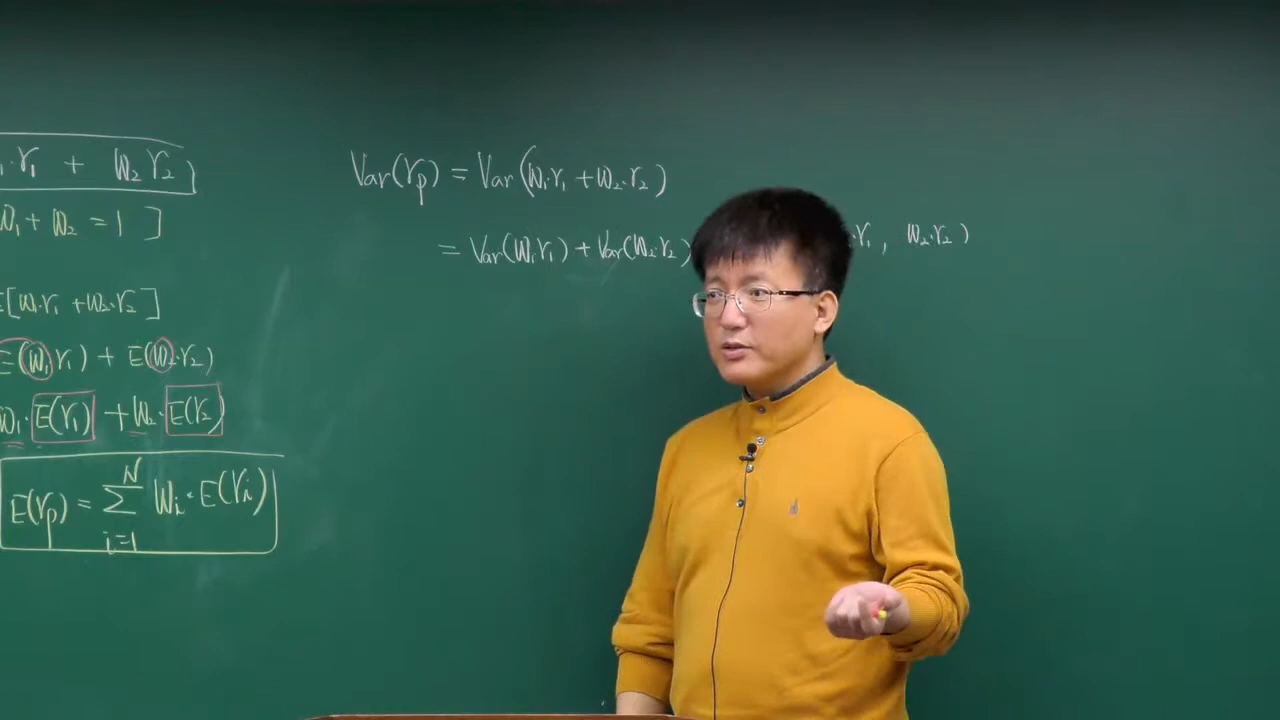 ·r₁ + W₂ r₂
W₁ + W₂ = 1 ]
E[W₁·r₁ + W₂·r₂]
E(W₁·r₁) + E(W₂·r₂)
W₁·E(r₁) + W₂·E(r₂)
E(rp) = Σ Wi·E(ri)
N
i=1
Var(rp) = Var(W₁·r₁ + W₂·r₂)
= Var(W₁·r₁) + Var(W₂·r₂) ·r₁, W₂·r₂)